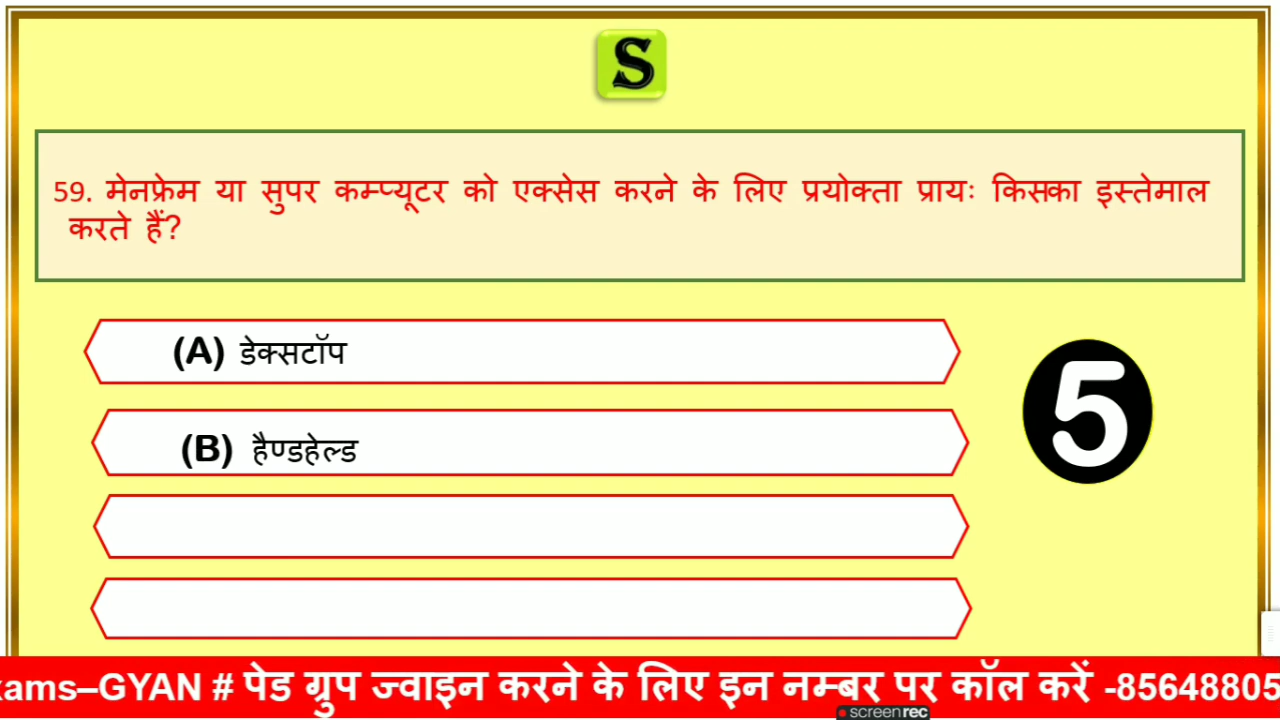 S
59. मेनफ्रेम या सुपर कम्प्यूटर को एक्सेस करने के लिए प्रयोक्ता प्रायः किसका इस्तेमाल
करते हैं?
(A) डेक्सटॉप
5
(B) हैण्डहेल्ड
xams–GYAN # पेड ग्रुप ज्वाइन करने के लिए इन नम्बर पर कॉल करें -85648805
screenrec